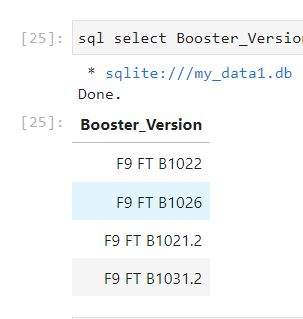 [25]: sql select Booster_Version
* sqlite:///my_data1.db
Done.
[25]: Booster_Version
F9 FT B1022
F9 FT B1026
F9 FT B1021.2
F9 FT B1031.2